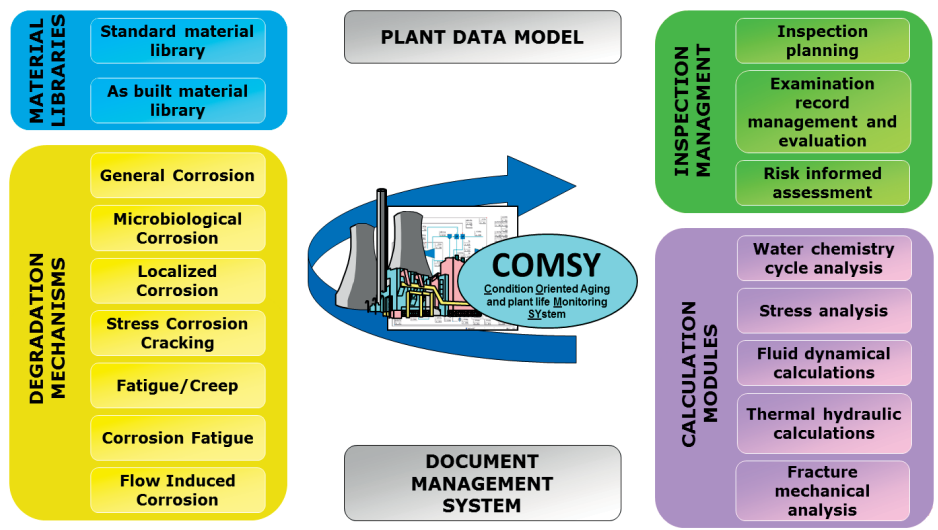 MATERIAL
LIBRARIES
Standard material
library
As built material
library
DEGRADATION
MECHANISMS
General Corrosion
Microbiological
Corrosion
Localized
Corrosion
Stress Corrosion
Cracking
Fatigue/Creep
Corrosion Fatigue
Flow Induced
Corrosion
PLANT DATA MODEL
COMSY
Condition Oriented Aging
and plant life Monitoring
SYstem
DOCUMENT
MANAGEMENT
SYSTEM
INSPECTION
MANAGMENT
Inspection
planning
Examination
record
management and
evaluation
Risk informed
assessment
CALCULATION
MODULES
Water chemistry
cycle analysis
Stress analysis
Fluid dynamical
calculations
Thermal hydraulic
calculations
Fracture
mechanical
analysis